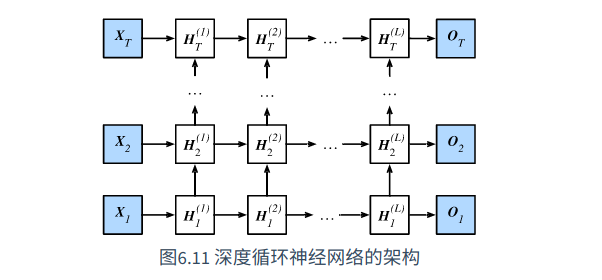 X_T H_T^(1) H_T^(2) ... H_T^(L) O_T
... ... ...
X_2 H_2^(1) H_2^(2) ... H_2^(L) O_2
X_1 H_1^(1) H_1^(2) ... H_1^(L) O_1
图6.11 深度循环神经网络的架构